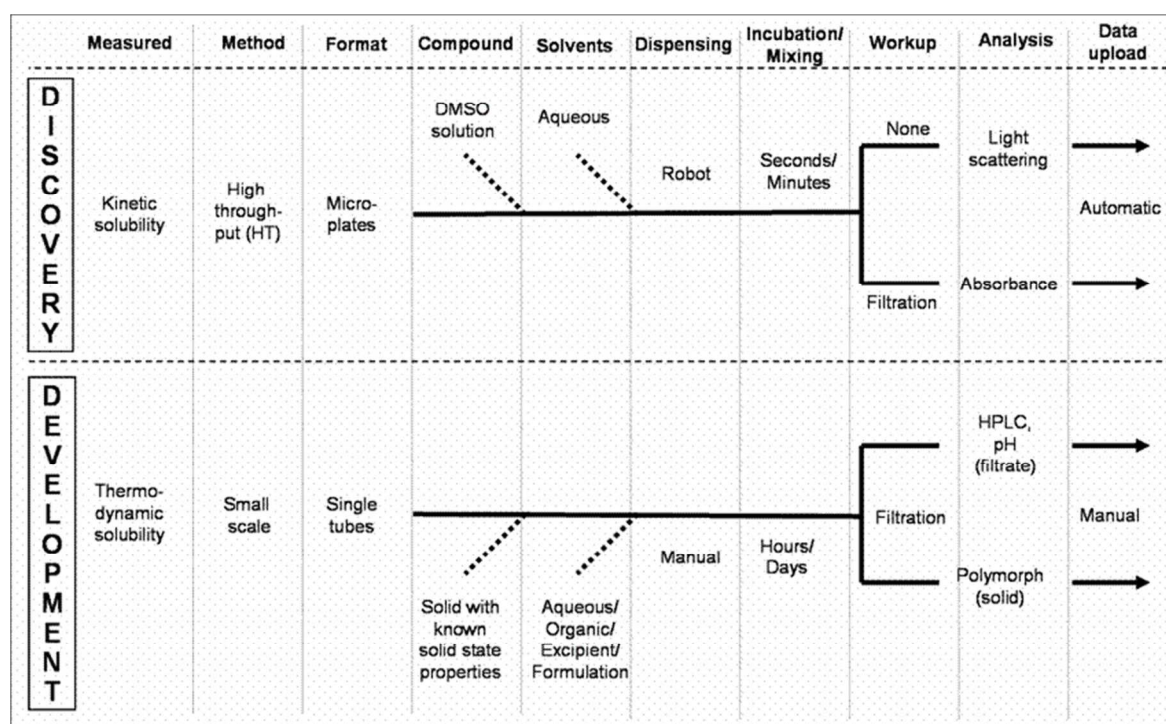 Measured Method Format Compound Solvents Dispensing Incubation/ Mixing Workup Analysis Data upload
DISCOVERY
Kinetic
solubility
High
through-
put (HT)
Micro-
plates
DMSO
solution
Aqueous
Robot
Seconds/
Minutes
None
Filtration
Light
scattering
Absorbance
Automatic
DEVELOPMENT
Thermo-
dynamic
solubility
Small
scale
Single
tubes
Solid with
known
solid state
properties
Aqueous/
Organic/
Excipient/
Formulation
Manual
Hours/
Days
Filtration
HPLC,
pH
(filtrate)
Polymorph
(solid)
Manual